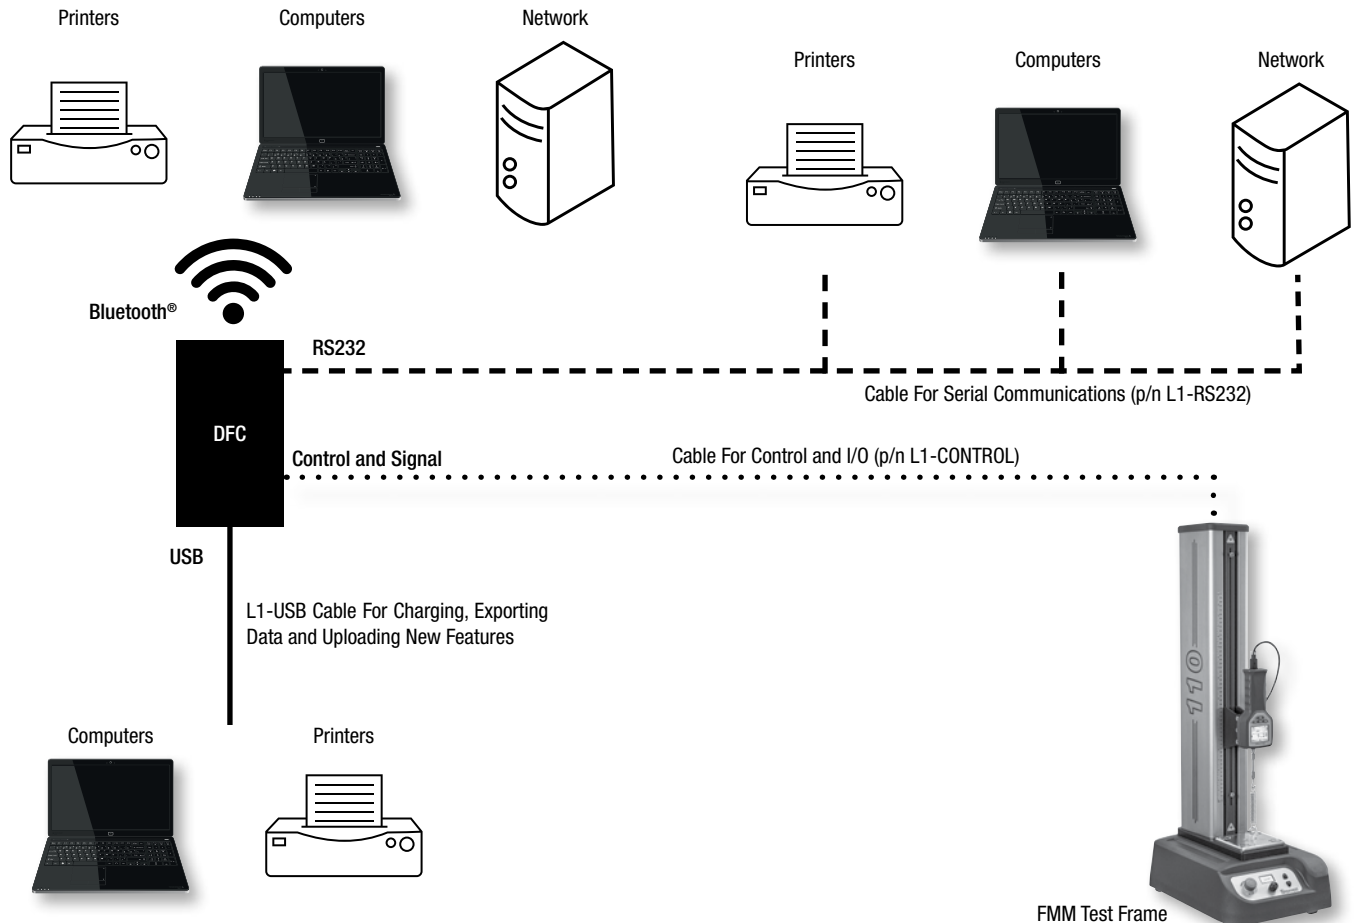 Printers
Computers
Network
Printers
Computers
Network
Bluetooth®
RS232
Cable For Serial Communications (p/n L1-RS232)
DFC
Control and Signal
Cable For Control and I/O (p/n L1-CONTROL)
USB
L1-USB Cable For Charging, Exporting
Data and Uploading New Features
110
Computers
Printers
FMM Test Frame